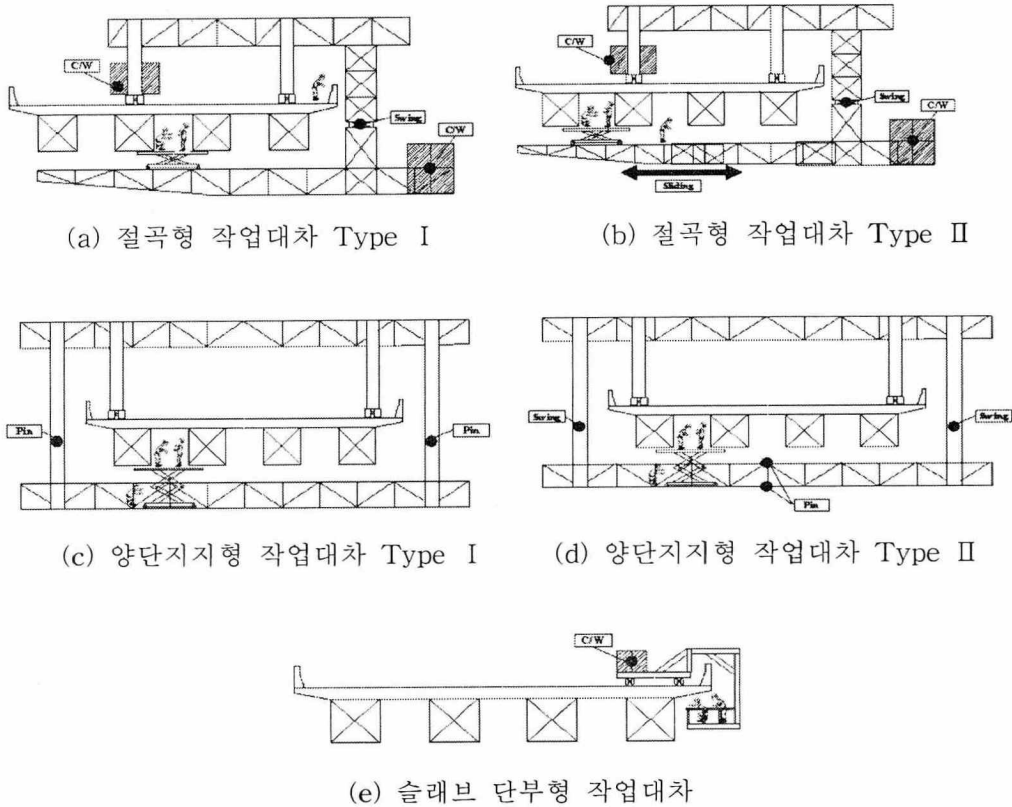 C/W
Swing
C/W
(a) 절곡형 작업대차 Type Ⅰ
C/W
Swing
C/W
Sliding
(b) 절곡형 작업대차 Type Ⅱ
Pin
Pin
(c) 양단지지형 작업대차 Type Ⅰ
Swing
Swing
Pin
(d) 양단지지형 작업대차 Type Ⅱ
C/W
(e) 슬래브 단부형 작업대차